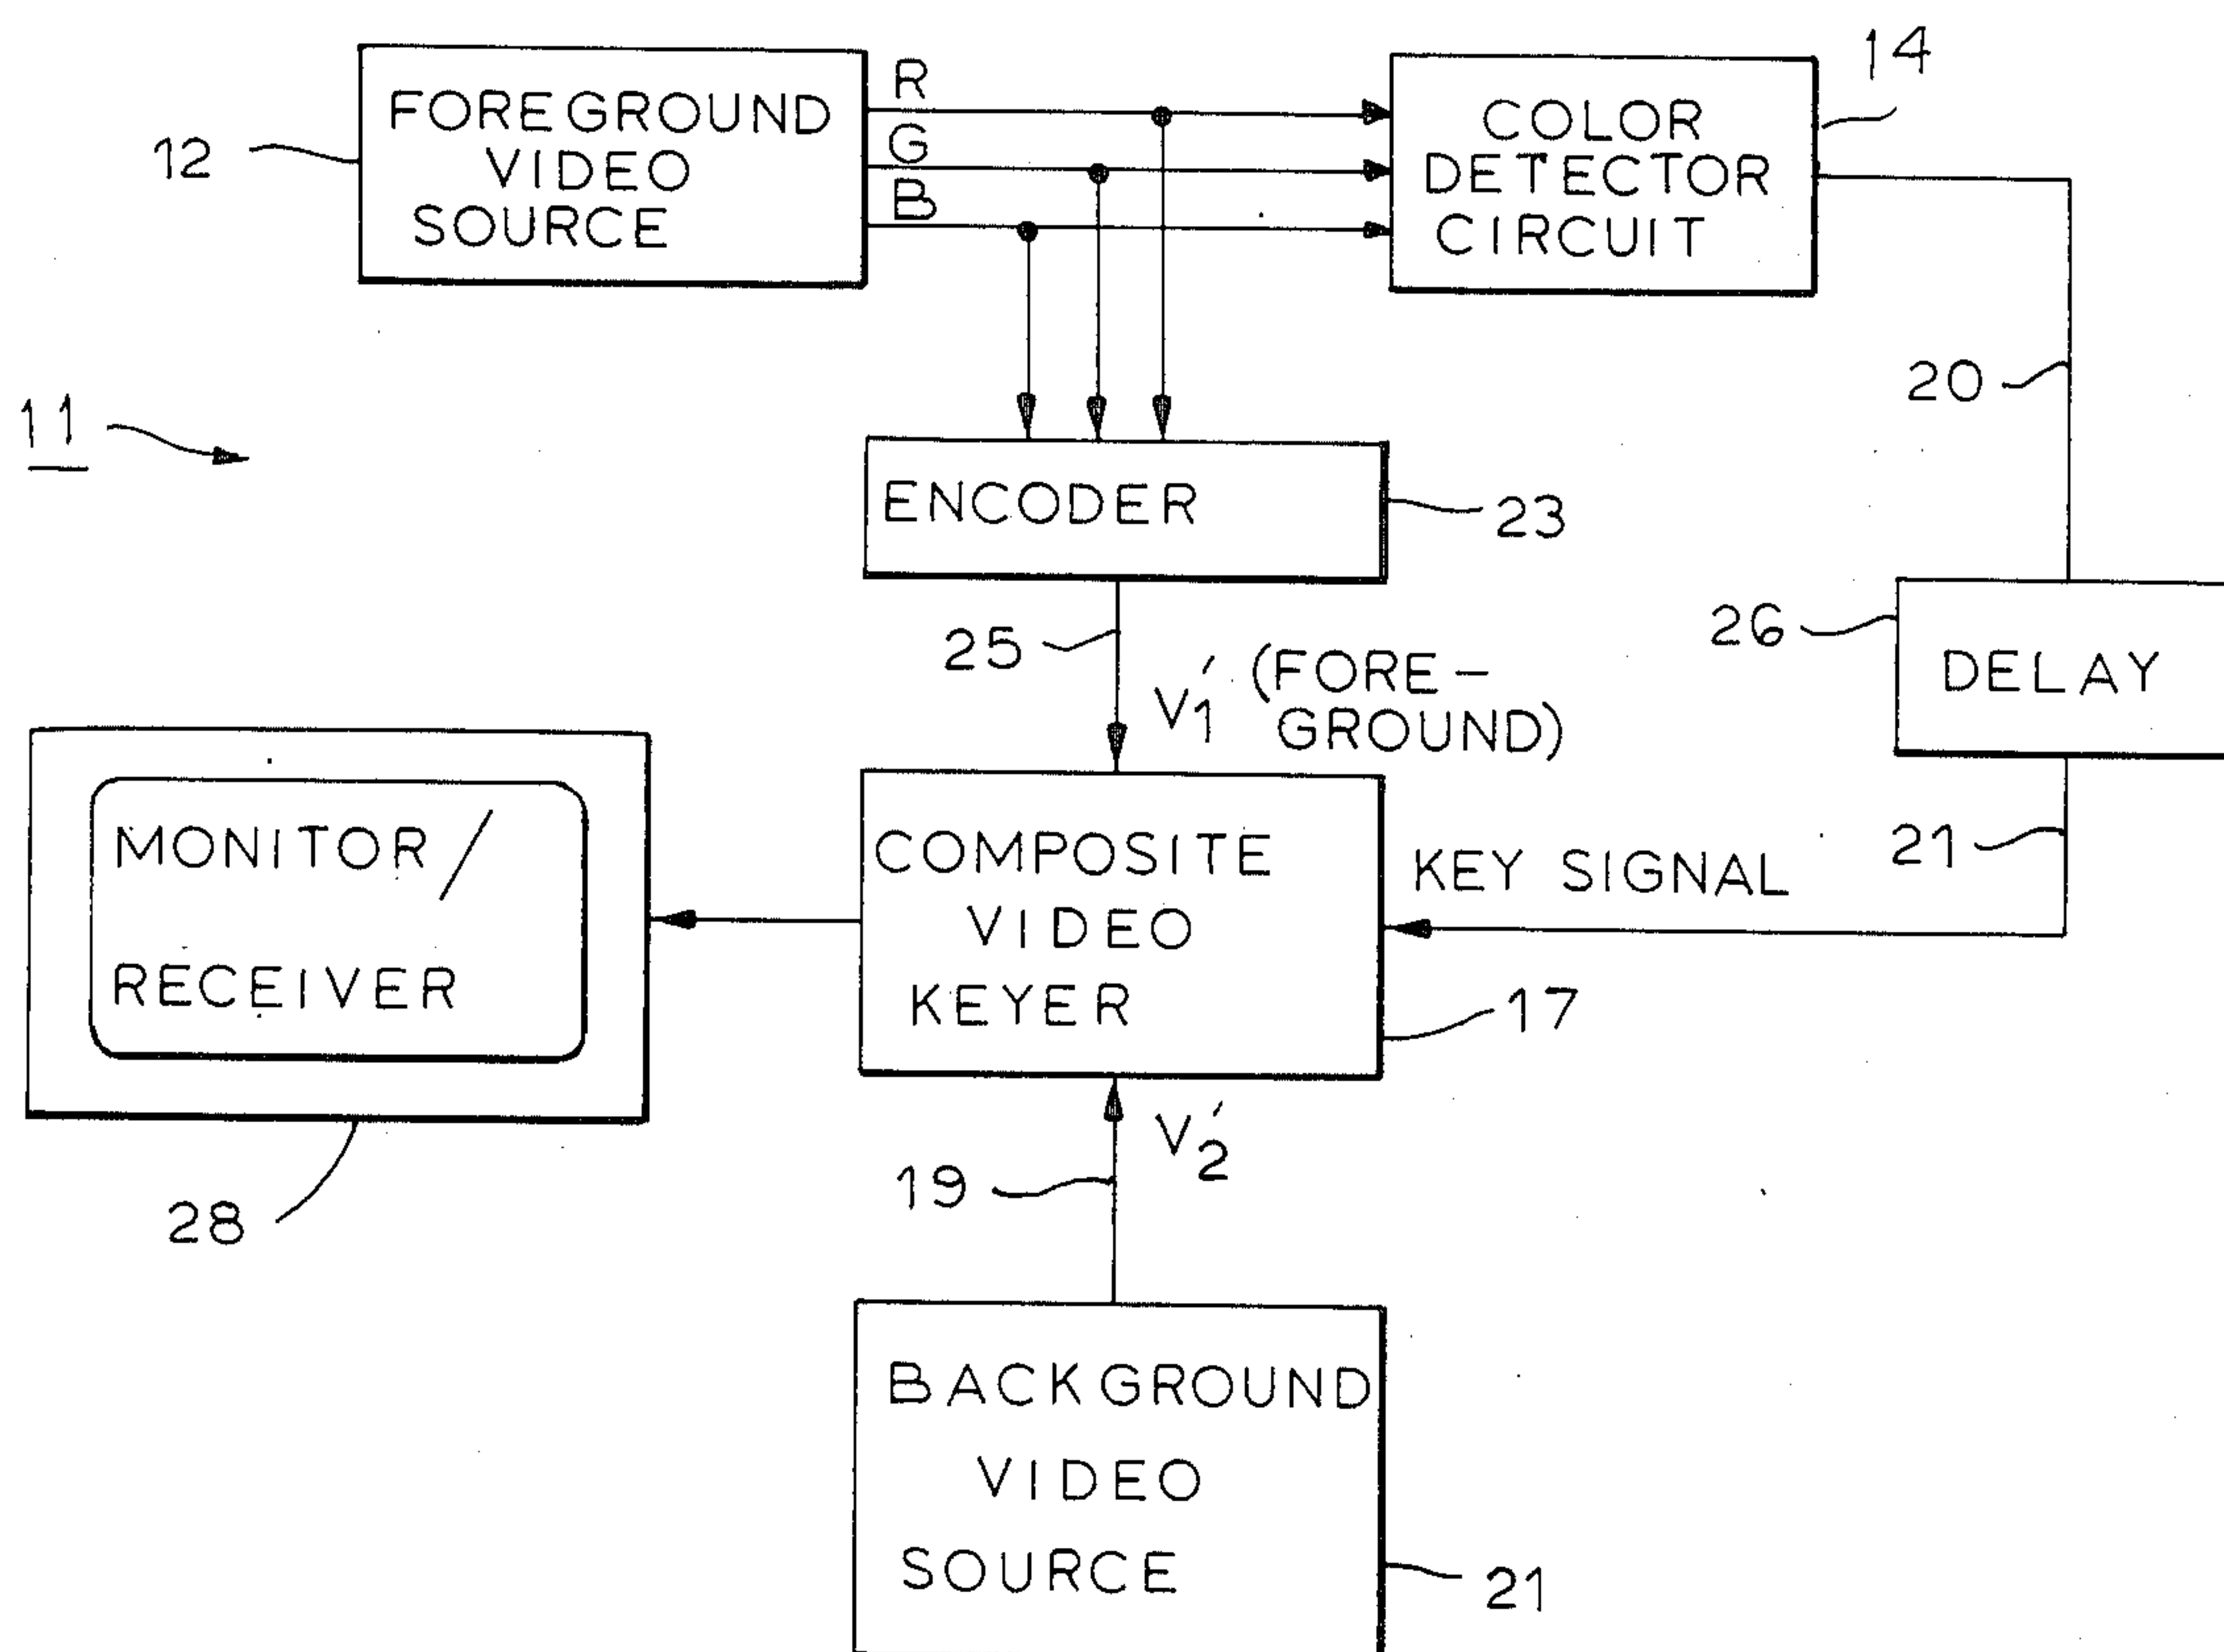 FOREGROUND
VIDEO
SOURCE
12
R
G
B
COLOR
DETECTOR
CIRCUIT
14
20
11
ENCODER
23
25
V1' (FORE-
GROUND)
26
DELAY
21
MONITOR/
RECEIVER
28
COMPOSITE
VIDEO
KEYER
KEY SIGNAL
17
V2'
19
BACKGROUND
VIDEO
SOURCE
21